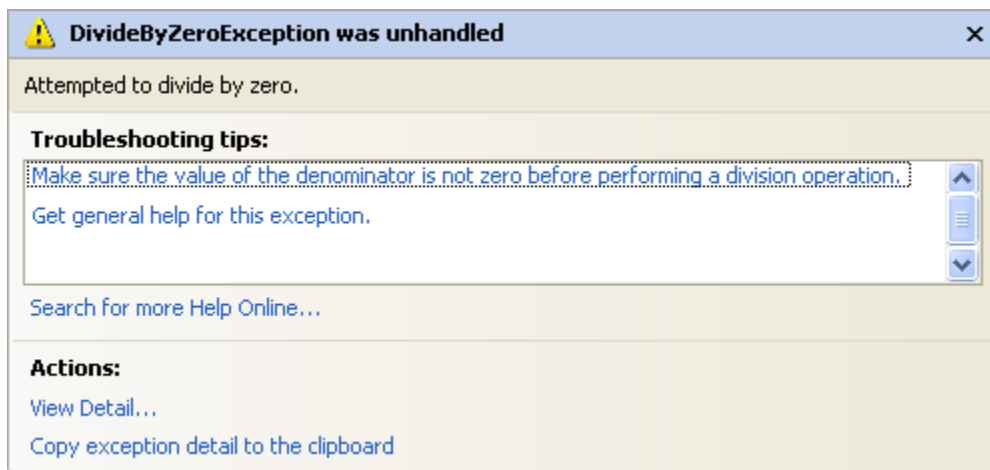 DivideByZeroException was unhandled
Attempted to divide by zero.
Troubleshooting tips:
Make sure the value of the denominator is not zero before performing a division operation.
Get general help for this exception.
Search for more Help Online...
Actions:
View Detail...
Copy exception detail to the clipboard